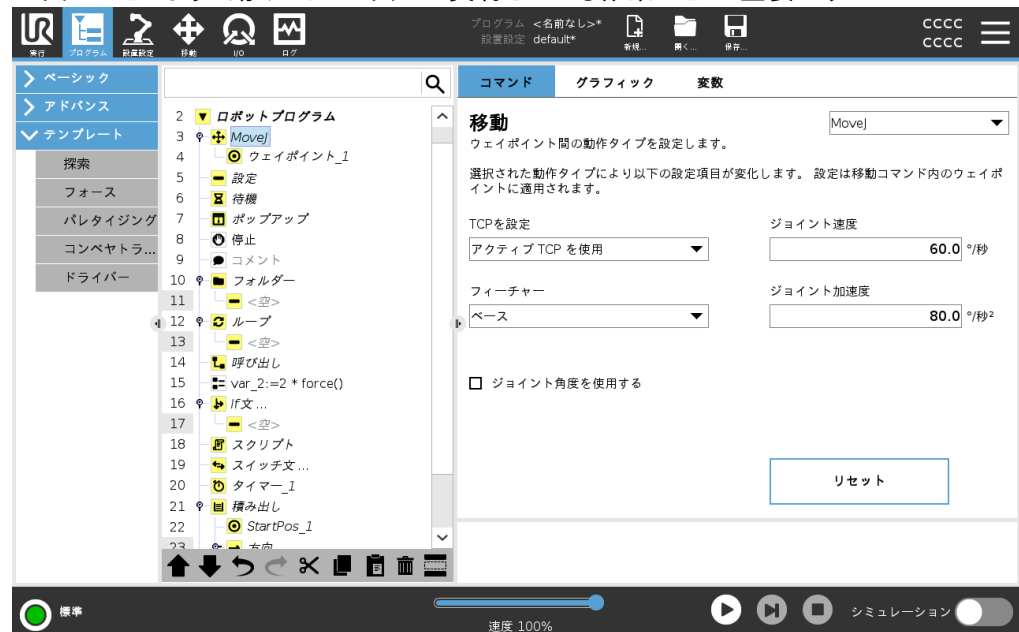 プログラム <名前なし>*
設置設定 default*
cccc
cccc
実行
プログラム
設置設定
移動
I/O
ログ
新規...
開く...
保存...
ベーシック
アドバンス
テンプレート
探索
フォース
パレタイジング
コンベヤトラ...
ドライバー
2 ロボットプログラム
3 MoveJ
4 ウェイポイント_1
5 設定
6 待機
7 ポップアップ
8 停止
9 コメント
10 フォルダー
11 <空>
12 ループ
13 <空>
14 呼び出し
15 var_2:=2 * force()
16 If文 ...
17 <空>
18 スクリプト
19 スイッチ文 ...
20 タイマー_1
21 積み出し
22 StartPos_1
23 方向
コマンド グラフィック 変数
移動
MoveJ
ウェイポイント間の動作タイプを設定します。
選択された動作タイプにより以下の設定項目が変化します。 設定は移動コマンド内のウェイポ
イントに適用されます。
TCPを設定
ジョイント速度
アクティブ TCP を使用
60.0 °/秒
フィーチャー
ジョイント加速度
ベース
80.0 °/秒²
ジョイント角度を使用する
リセット
標準
速度 100%
シミュレーション